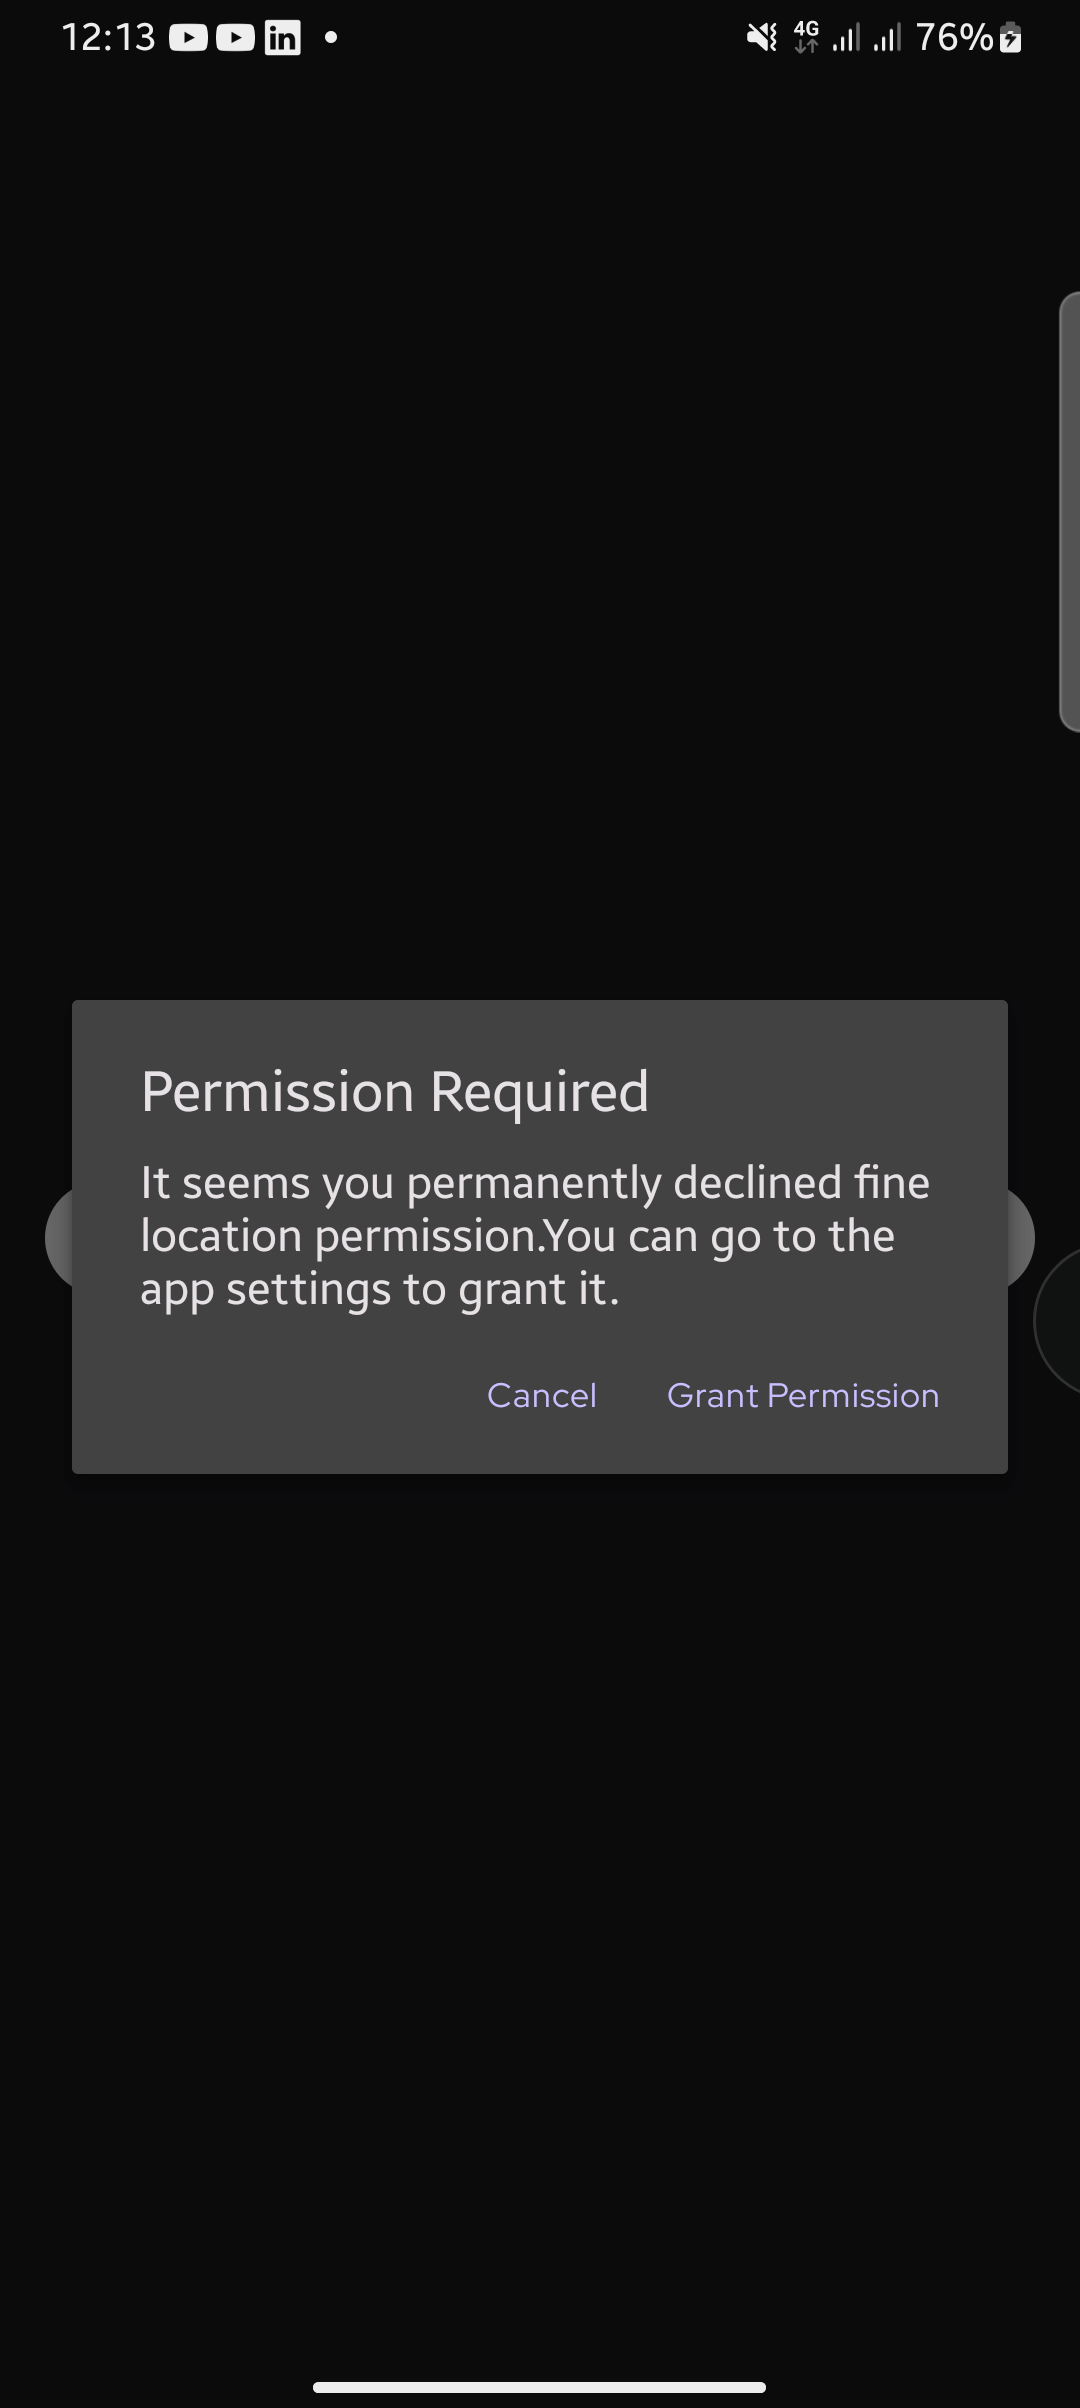 12:13 in 4G 76%
Permission Required
It seems you permanently declined fine
location permission.You can go to the
app settings to grant it.
Cancel Grant Permission